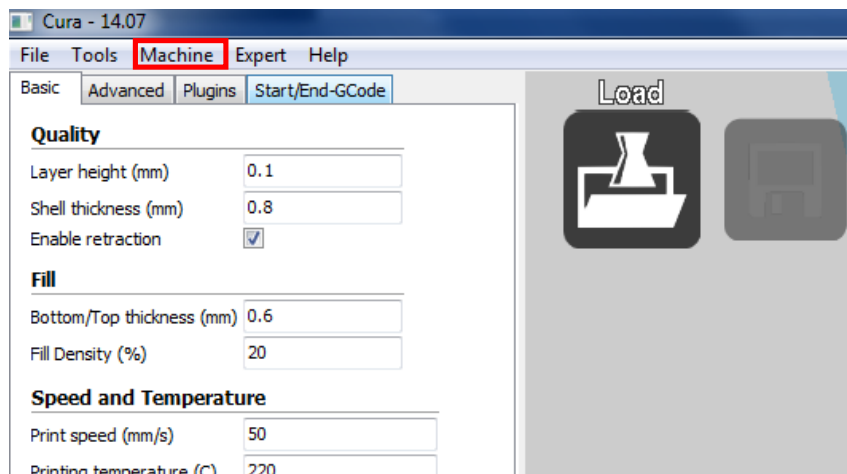 Cura - 14.07
File Tools Machine Expert Help
Basic Advanced Plugins Start/End-GCode
Load
Quality
Layer height (mm) 0.1
Shell thickness (mm) 0.8
Enable retraction
Fill
Bottom/Top thickness (mm) 0.6
Fill Density (%) 20
Speed and Temperature
Print speed (mm/s) 50
Printing temperature (C) 220